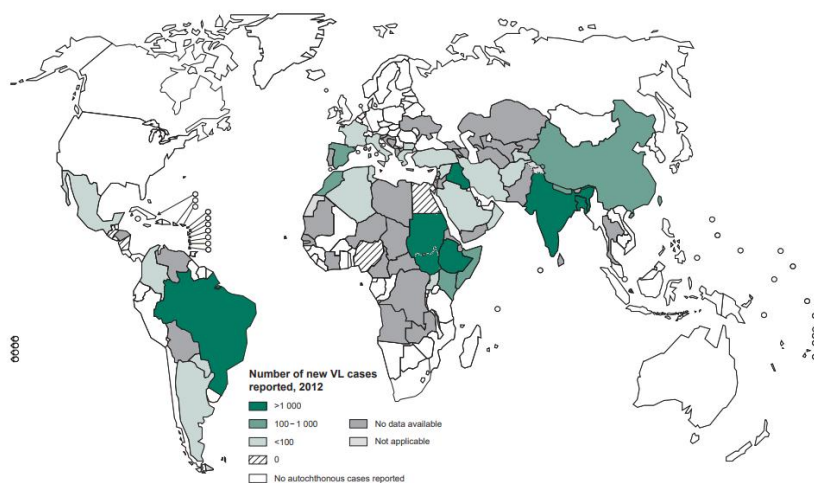 Number of new VL cases
reported, 2012
>1 000
100–1 000
<100
0
No autochthonous cases reported
No data available
Not applicable